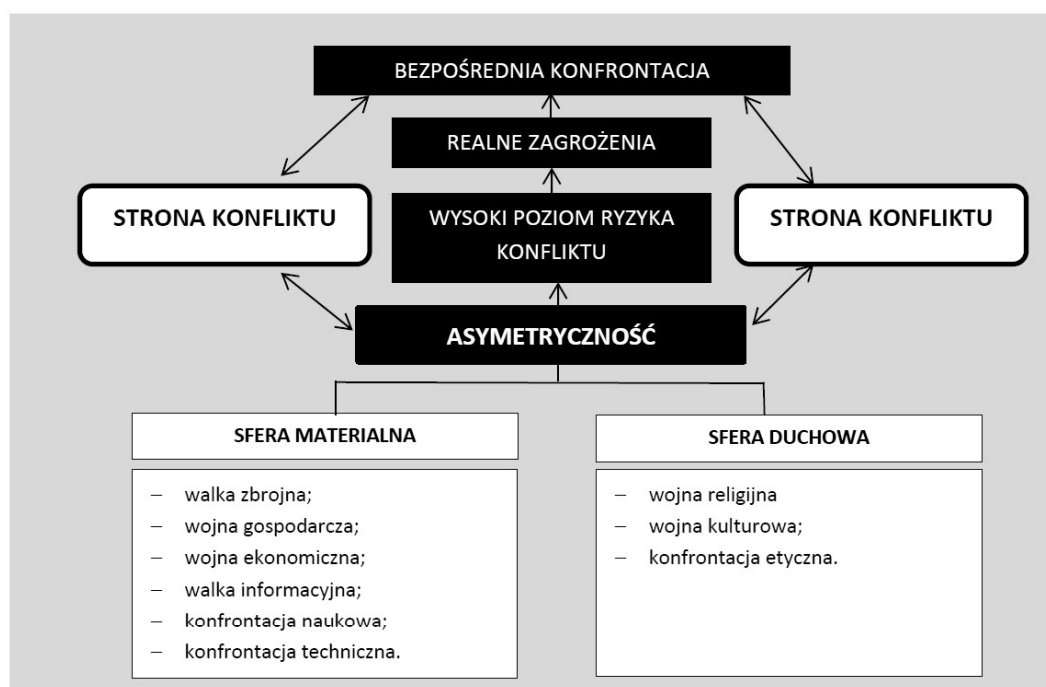 BEZPOŚREDNIA KONFRONTACJA
REALNE ZAGROŻENIA
STRONA KONFLIKTU
WYSOKI POZIOM RYZYKA
KONFLIKTU
STRONA KONFLIKTU
ASYMETRYCZNOŚĆ
SFERA MATERIALNA
– walka zbrojna;
– wojna gospodarcza;
– wojna ekonomiczna;
– walka informacyjna;
– konfrontacja naukowa;
– konfrontacja techniczna.
SFERA DUCHOWA
– wojna religijna
– wojna kulturowa;
– konfrontacja etyczna.